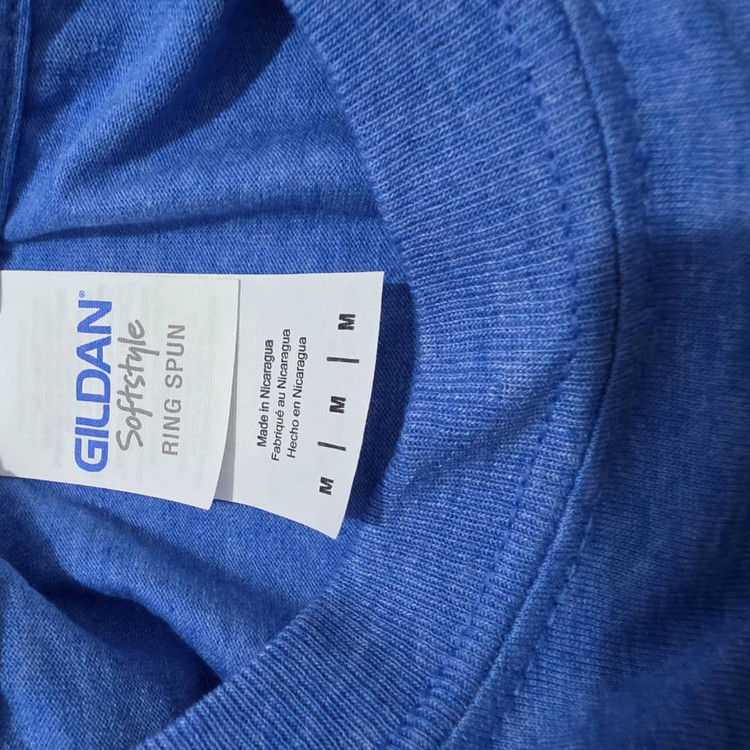 GILDAN®
Softstyle
RING SPUN
Made in Nicaragua
Fabriqué au Nicaragua
Hecho en Nicaragua
M | M | M